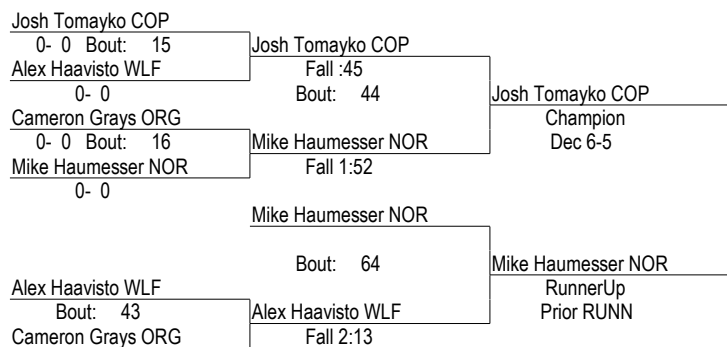 Josh Tomayko COP
0- 0 Bout: 15
Josh Tomayko COP
Alex Haavisto WLF
Fall :45
0- 0
Bout: 44
Josh Tomayko COP
Cameron Grays ORG
Champion
0- 0 Bout: 16
Mike Haumesser NOR
Dec 6-5
Mike Haumesser NOR
Fall 1:52
0- 0
Mike Haumesser NOR
Bout: 64
Mike Haumesser NOR
Alex Haavisto WLF
RunnerUp
Bout: 43
Alex Haavisto WLF
Prior RUNN
Cameron Grays ORG
Fall 2:13